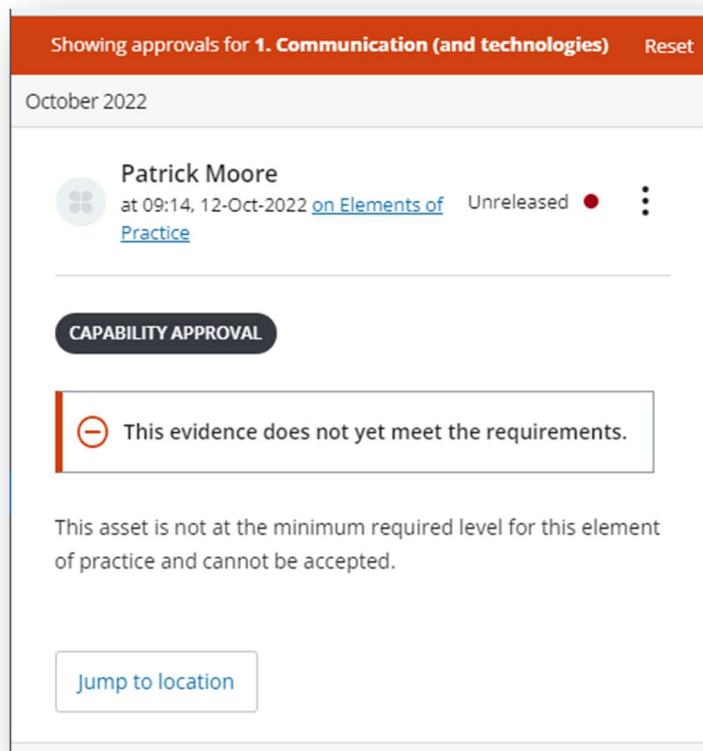 Showing approvals for 1. Communication (and technologies) Reset
October 2022
Patrick Moore
at 09:14, 12-Oct-2022 on Elements of Unreleased
Practice
CAPABILITY APPROVAL
This evidence does not yet meet the requirements.
This asset is not at the minimum required level for this element
of practice and cannot be accepted.
Jump to location